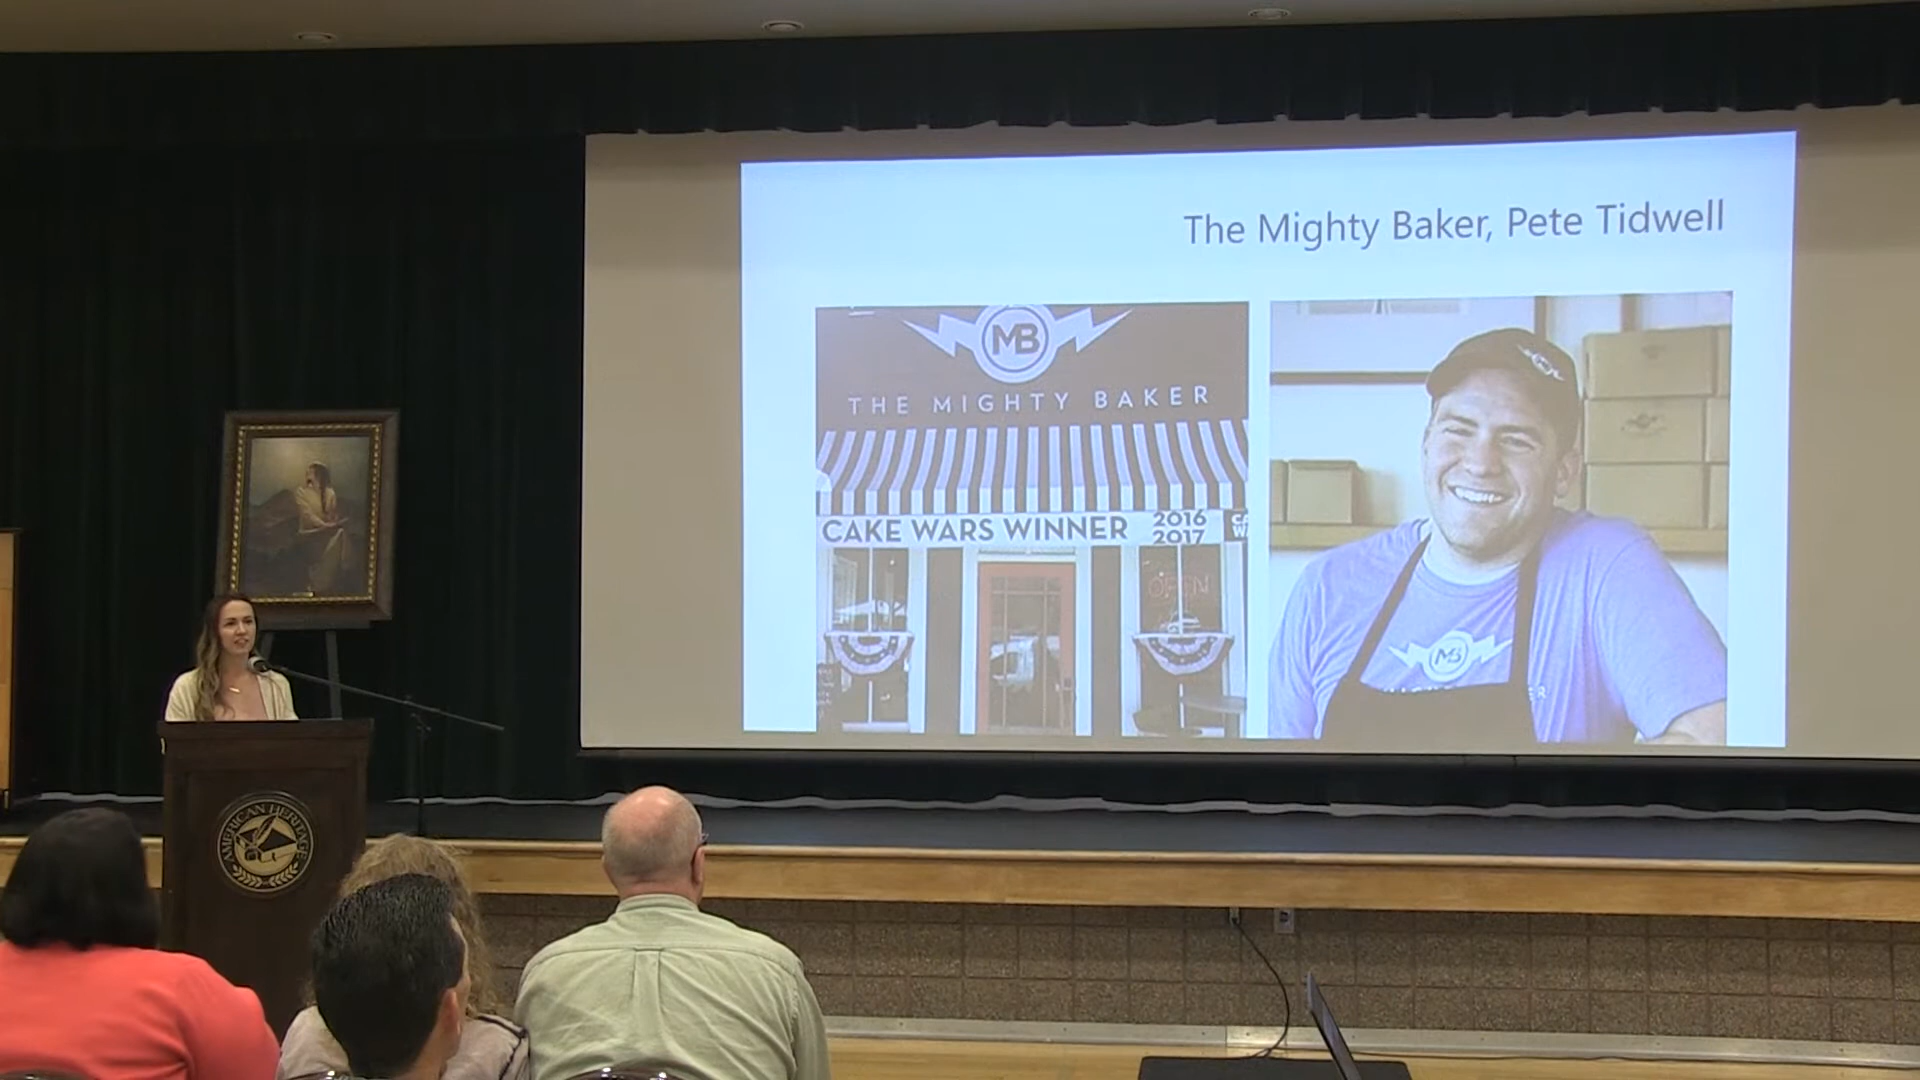 The Mighty Baker, Pete Tidwell
MB
THE MIGHTY BAKER
CAKE WARS WINNER 2016 2017
OPEN
MB
AMERICAN HERITAGE